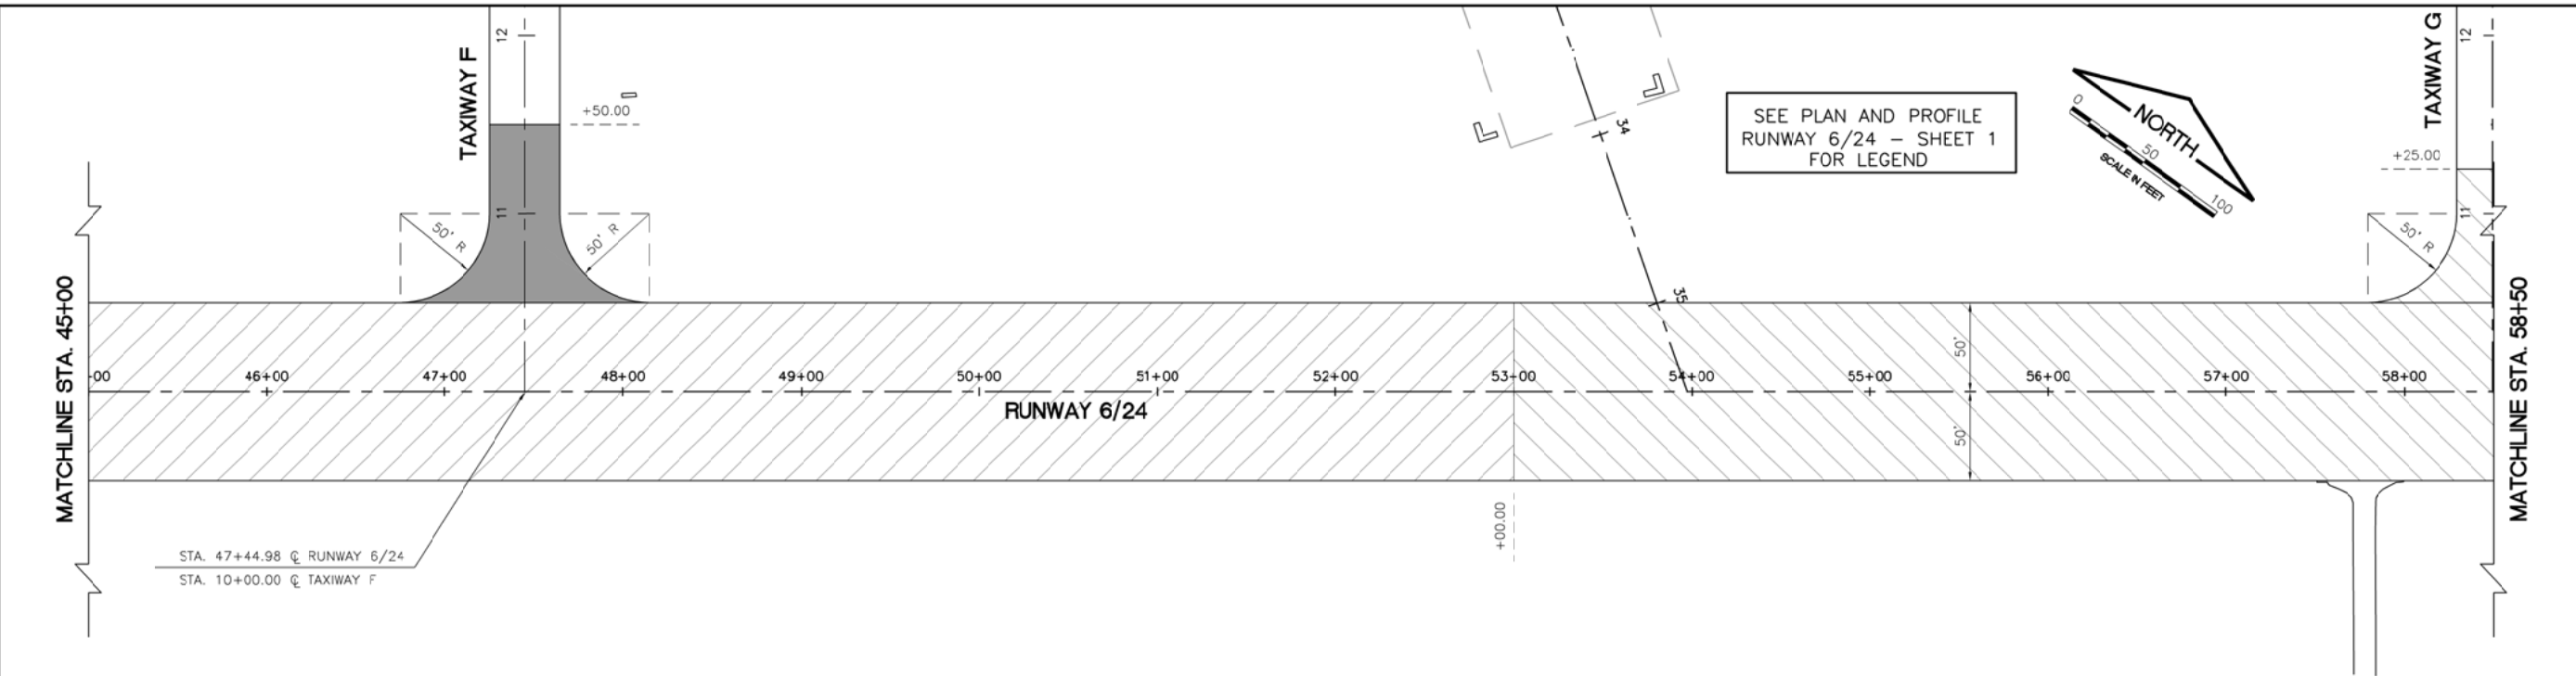 TAXIWAY F
12
+50.00
11
50' R
50' R
34
35
SEE PLAN AND PROFILE
RUNWAY 6/24 – SHEET 1
FOR LEGEND
NORTH
0
50
100
SCALE IN FEET
TAXIWAY G
12
+25.00
11
50' R
MATCHLINE STA. 45+00
+00
46+00
47+00
48+00
49+00
50+00
51+00
52+00
53+00
54+00
55+00
56+00
57+00
58+00
RUNWAY 6/24
50'
50'
MATCHLINE STA. 58+50
+00.00
STA. 47+44.98 ℄ RUNWAY 6/24
STA. 10+00.00 ℄ TAXIWAY F